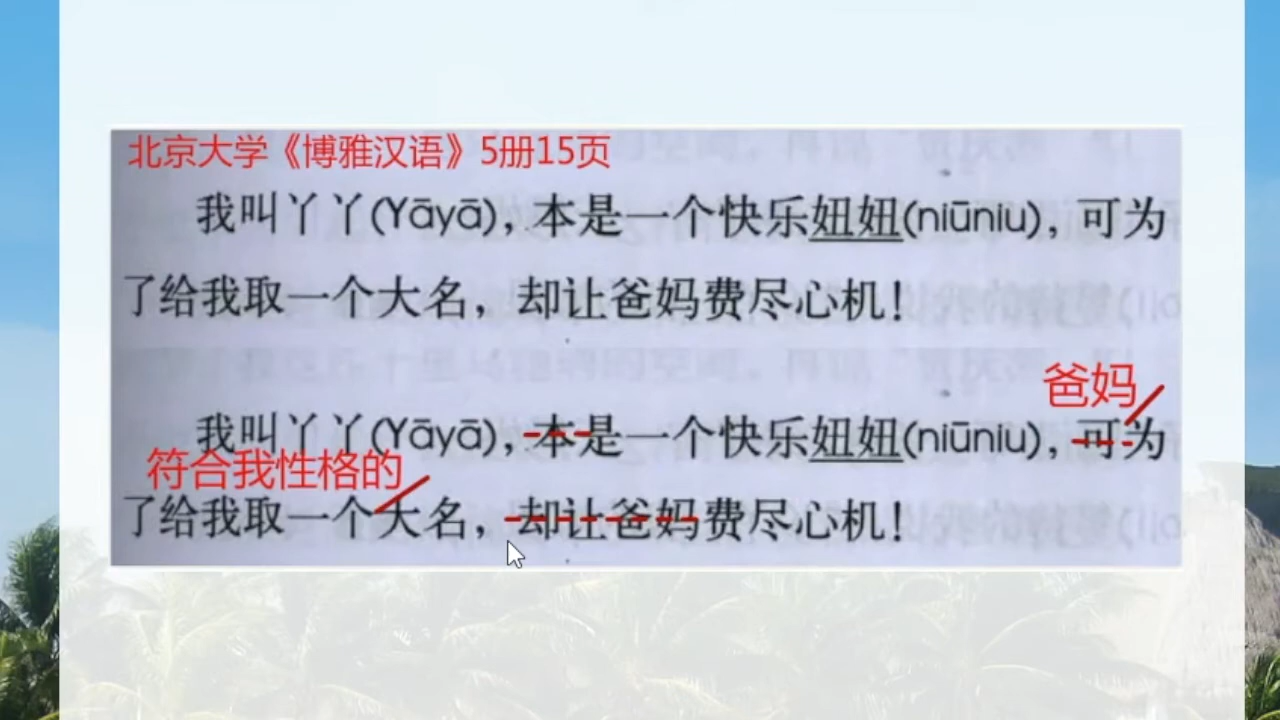 北京大学《博雅汉语》5册15页
我叫丫丫(Yāyā)，本是一个快乐妞妞(niūniu)，可为
了给我取一个大名，却让爸妈费尽心机！
爸妈
我叫丫丫(Yāyā)，本是一个快乐妞妞(niūniu)，可为
符合我性格的
了给我取一个大名，却让爸妈费尽心机！